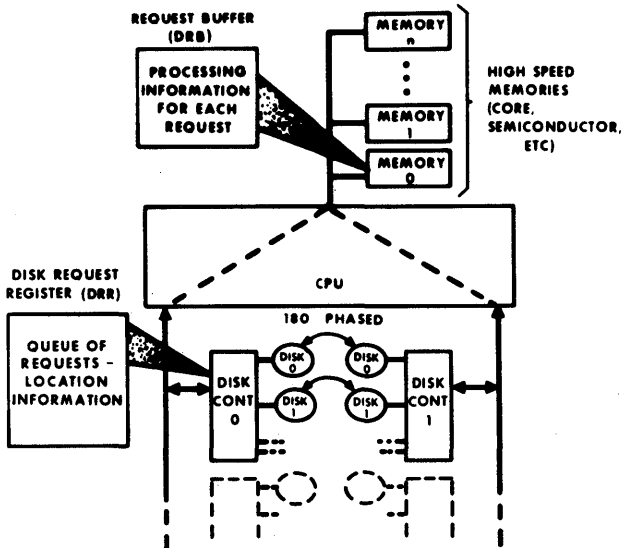 REQUEST BUFFER
(DRB)
PROCESSING
INFORMATION
FOR EACH
REQUEST
MEMORY
n
MEMORY
1
MEMORY
0
HIGH SPEED
MEMORIES
(CORE,
SEMICONDUCTOR,
ETC)
CPU
DISK REQUEST
REGISTER (DRR)
QUEUE OF
REQUESTS -
LOCATION
INFORMATION
180 PHASED
DISK
CONT
0
DISK
0
DISK
0
DISK
1
DISK
1
DISK
CONT
1